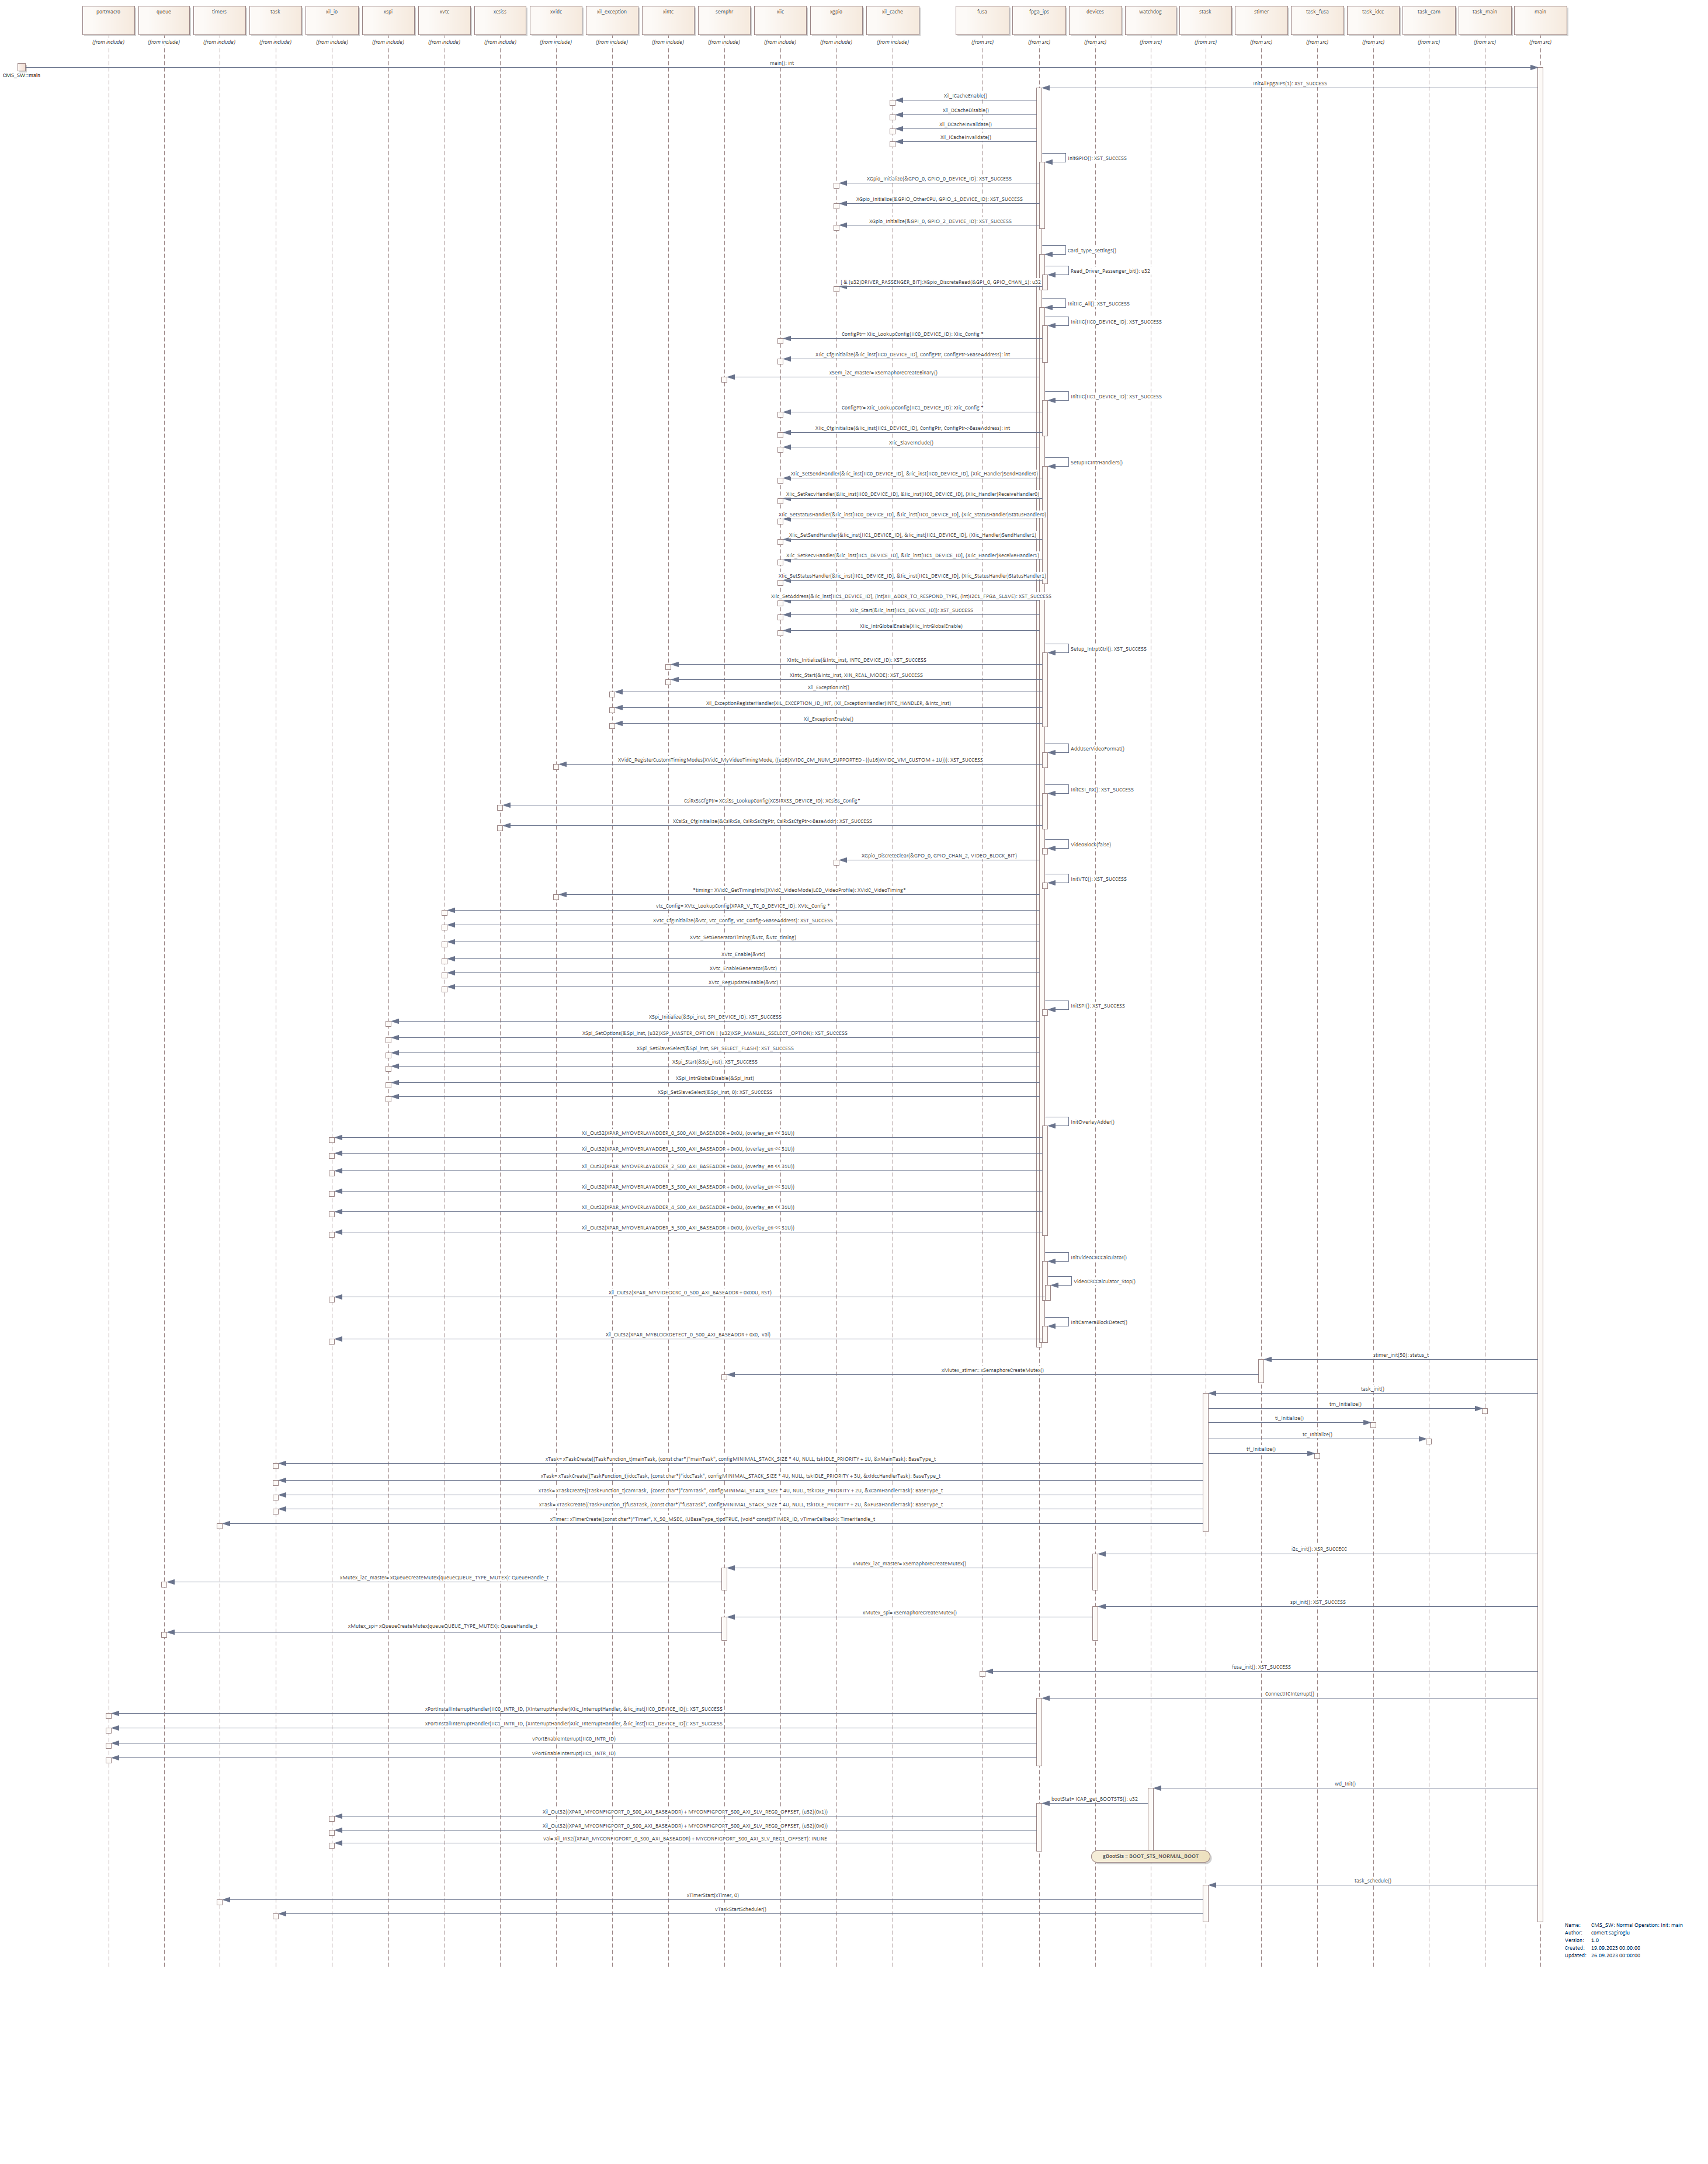 portmacro queue timers task xil_io xspi xvtc xcsiss xvidc xil_exception xintc semphr xiic xgpio xil_cache fusa fpga_ips devices watchdog stask stimer task_fusa task_idcc task_cam task_main main
(from include) (from include) (from include) (from include) (from include) (from include) (from include) (from include) (from include) (from include) (from include) (from include) (from include) (from include) (from include) (from src) (from src) (from src) (from src) (from src) (from src) (from src) (from src) (from src) (from src) (from src)
main(): int
CMS_SW::main
InitAllFpgaIPs(1): XST_SUCCESS
Xil_ICacheEnable()
Xil_DCacheDisable()
Xil_DCacheInvalidate()
Xil_ICacheInvalidate()
InitGPIO(): XST_SUCCESS
XGpio_Initialize(&GPO_0, GPIO_0_DEVICE_ID): XST_SUCCESS
XGpio_Initialize(&GPIO_OtherCPU, GPIO_1_DEVICE_ID): XST_SUCCESS
XGpio_Initialize(&GPI_0, GPIO_2_DEVICE_ID): XST_SUCCESS
Card_type_settings()
Read_Driver_Passenger_bit(): u32
[ & (u32)DRIVER_PASSENGER_BIT]:XGpio_DiscreteRead(&GPI_0, GPIO_CHAN_1): u32
InitIIC_All(): XST_SUCCESS
InitIIC(IIC0_DEVICE_ID): XST_SUCCESS
ConfigPtr= XIic_LookupConfig(IIC0_DEVICE_ID): XIic_Config *
XIic_CfgInitialize(&iic_inst[IIC0_DEVICE_ID], ConfigPtr, ConfigPtr->BaseAddress): int
xSem_i2c_master= xSemaphoreCreateBinary()
InitIIC(IIC1_DEVICE_ID): XST_SUCCESS
ConfigPtr= XIic_LookupConfig(IIC1_DEVICE_ID): XIic_Config *
XIic_CfgInitialize(&iic_inst[IIC1_DEVICE_ID], ConfigPtr, ConfigPtr->BaseAddress): int
XIic_SlaveInclude()
SetupIICIntrHandlers()
XIic_SetSendHandler(&iic_inst[IIC0_DEVICE_ID], &iic_inst[IIC0_DEVICE_ID], (XIic_Handler)SendHandler0)
XIic_SetRecvHandler(&iic_inst[IIC0_DEVICE_ID], &iic_inst[IIC0_DEVICE_ID], (XIic_Handler)ReceiveHandler0)
XIic_SetStatusHandler(&iic_inst[IIC0_DEVICE_ID], &iic_inst[IIC0_DEVICE_ID], (XIic_StatusHandler)StatusHandler0)
XIic_SetSendHandler(&iic_inst[IIC1_DEVICE_ID], &iic_inst[IIC1_DEVICE_ID], (XIic_Handler)SendHandler1)
XIic_SetRecvHandler(&iic_inst[IIC1_DEVICE_ID], &iic_inst[IIC1_DEVICE_ID], (XIic_Handler)ReceiveHandler1)
XIic_SetStatusHandler(&iic_inst[IIC1_DEVICE_ID], &iic_inst[IIC1_DEVICE_ID], (XIic_StatusHandler)StatusHandler1)
XIic_SetAddress(&iic_inst[IIC1_DEVICE_ID], (int)XII_ADDR_TO_RESPOND_TYPE, (int)I2C1_FPGA_SLAVE): XST_SUCCESS
XIic_Start(&iic_inst[IIC1_DEVICE_ID]): XST_SUCCESS
XIic_IntrGlobalEnable(XIic_IntrGlobalEnable)
Setup_IntrptCtrl(): XST_SUCCESS
XIntc_Initialize(&intc_inst, INTC_DEVICE_ID): XST_SUCCESS
XIntc_Start(&intc_inst, XIN_REAL_MODE): XST_SUCCESS
Xil_ExceptionInit()
Xil_ExceptionRegisterHandler(XIL_EXCEPTION_ID_INT, (Xil_ExceptionHandler)INTC_HANDLER, &intc_inst)
Xil_ExceptionEnable()
AddUserVideoFormat()
XVidC_RegisterCustomTimingModes(XVidC_MyVideoTimingMode, ((u16)XVIDC_CM_NUM_SUPPORTED - ((u16)XVIDC_VM_CUSTOM + 1U))): XST_SUCCESS
InitCSI_RX(): XST_SUCCESS
CsiRxSsCfgPtr= XCsiSs_LookupConfig(XCSIRXSS_DEVICE_ID): XCsiSs_Config*
XCsiSs_CfgInitialize(&CsiRxSs, CsiRxSsCfgPtr, CsiRxSsCfgPtr->BaseAddr): XST_SUCCESS
VideoBlock(false)
XGpio_DiscreteClear(&GPO_0, GPIO_CHAN_2, VIDEO_BLOCK_BIT)
InitVTC(): XST_SUCCESS
*timing= XVidC_GetTimingInfo((XVidC_VideoMode)LCD_VideoProfile): XVidC_VideoTiming*
vtc_Config= XVtc_LookupConfig(XPAR_V_TC_0_DEVICE_ID): XVtc_Config *
XVtc_CfgInitialize(&vtc, vtc_Config, vtc_Config->BaseAddress): XST_SUCCESS
XVtc_SetGeneratorTiming(&vtc, &vtc_timing)
XVtc_Enable(&vtc)
XVtc_EnableGenerator(&vtc)
XVtc_RegUpdateEnable(&vtc)
InitSPI(): XST_SUCCESS
XSpi_Initialize(&Spi_inst, SPI_DEVICE_ID): XST_SUCCESS
XSpi_SetOptions(&Spi_inst, (u32)XSP_MASTER_OPTION | (u32)XSP_MANUAL_SSELECT_OPTION): XST_SUCCESS
XSpi_SetSlaveSelect(&Spi_inst, SPI_SELECT_FLASH): XST_SUCCESS
XSpi_Start(&Spi_inst): XST_SUCCESS
XSpi_IntrGlobalDisable(&Spi_inst)
XSpi_SetSlaveSelect(&Spi_inst, 0): XST_SUCCESS
InitOverlayAdder()
Xil_Out32(XPAR_MYOVERLAYADDER_0_S00_AXI_BASEADDR + 0x0U, (overlay_en << 31U))
Xil_Out32(XPAR_MYOVERLAYADDER_1_S00_AXI_BASEADDR + 0x0U, (overlay_en << 31U))
Xil_Out32(XPAR_MYOVERLAYADDER_2_S00_AXI_BASEADDR + 0x0U, (overlay_en << 31U))
Xil_Out32(XPAR_MYOVERLAYADDER_3_S00_AXI_BASEADDR + 0x0U, (overlay_en << 31U))
Xil_Out32(XPAR_MYOVERLAYADDER_4_S00_AXI_BASEADDR + 0x0U, (overlay_en << 31U))
Xil_Out32(XPAR_MYOVERLAYADDER_5_S00_AXI_BASEADDR + 0x0U, (overlay_en << 31U))
InitVideoCRCCalculator()
VideoCRCCalculator_Stop()
Xil_Out32(XPAR_MYVIDEOCRC_0_S00_AXI_BASEADDR + 0x00U, RST)
InitCameraBlockDetect()
Xil_Out32(XPAR_MYBLOCKDETECT_0_S00_AXI_BASEADDR + 0x0, val)
stimer_init(50): status_t
xMutex_stimer= xSemaphoreCreateMutex()
task_init()
tm_initialize()
ti_initialize()
tc_initialize()
tf_initialize()
xTask= xTaskCreate((TaskFunction_t)mainTask, (const char*)"mainTask", configMINIMAL_STACK_SIZE * 4U, NULL, tskIDLE_PRIORITY + 1U, &xMainTask): BaseType_t
xTask= xTaskCreate((TaskFunction_t)idccTask, (const char*)"idccTask", configMINIMAL_STACK_SIZE * 4U, NULL, tskIDLE_PRIORITY + 3U, &xIdccHandlerTask): BaseType_t
xTask= xTaskCreate((TaskFunction_t)camTask, (const char*)"camTask", configMINIMAL_STACK_SIZE * 4U, NULL, tskIDLE_PRIORITY + 2U, &xCamHandlerTask): BaseType_t
xTask= xTaskCreate((TaskFunction_t)fusaTask, (const char*)"fusaTask", configMINIMAL_STACK_SIZE * 4U, NULL, tskIDLE_PRIORITY + 2U, &xFusaHandlerTask): BaseType_t
xTimer= xTimerCreate((const char*)"Timer", X_50_MSEC, (UBaseType_t)pdTRUE, (void* const)XTIMER_ID, vTimerCallback): TimerHandle_t
i2c_init(): XSR_SUCCECC
xMutex_i2c_master= xSemaphoreCreateMutex()
xMutex_i2c_master= xQueueCreateMutex(queueQUEUE_TYPE_MUTEX): QueueHandle_t
spi_init(): XST_SUCCESS
xMutex_spi= xSemaphoreCreateMutex()
xMutex_spi= xQueueCreateMutex(queueQUEUE_TYPE_MUTEX): QueueHandle_t
fusa_init(): XST_SUCCESS
ConnectIICInterrupt()
xPortInstallInterruptHandler(IIC0_INTR_ID, (XInterruptHandler)XIic_InterruptHandler, &iic_inst[IIC0_DEVICE_ID]): XST_SUCCESS
xPortInstallInterruptHandler(IIC1_INTR_ID, (XInterruptHandler)XIic_InterruptHandler, &iic_inst[IIC1_DEVICE_ID]): XST_SUCCESS
vPortEnableInterrupt(IIC0_INTR_ID)
vPortEnableInterrupt(IIC1_INTR_ID)
wd_init()
bootStat= ICAP_get_BOOTSTS(): u32
Xil_Out32((XPAR_MYCONFIGPORT_0_S00_AXI_BASEADDR) + MYCONFIGPORT_S00_AXI_SLV_REG0_OFFSET, (u32)(0x1))
Xil_Out32((XPAR_MYCONFIGPORT_0_S00_AXI_BASEADDR) + MYCONFIGPORT_S00_AXI_SLV_REG0_OFFSET, (u32)(0x0))
val= Xil_In32((XPAR_MYCONFIGPORT_0_S00_AXI_BASEADDR) + MYCONFIGPORT_S00_AXI_SLV_REG1_OFFSET): INLINE
gBootSts = BOOT_STS_NORMAL_BOOT
task_schedule()
xTimerStart(xTimer, 0)
vTaskStartScheduler()
Name: CMS_SW: Normal Operation: Init: main
Author: comert sagiroglu
Version: 1.0
Created: 19.09.2023 00:00:00
Updated: 26.09.2023 00:00:00